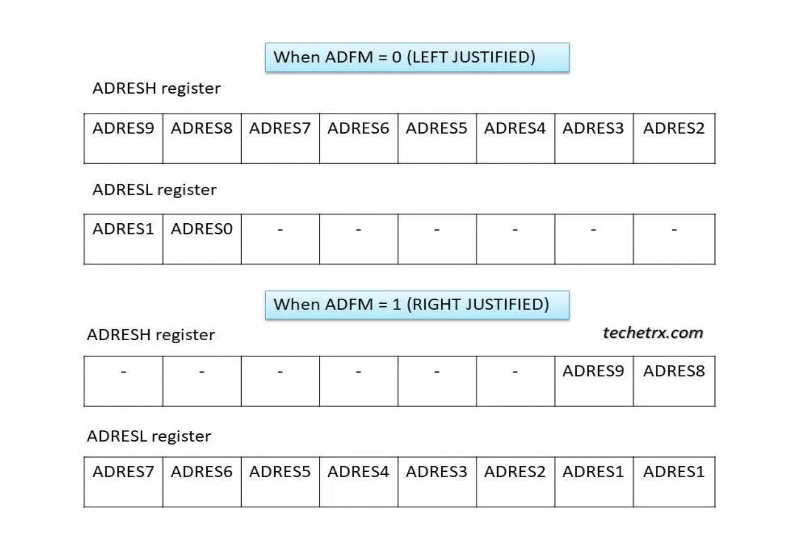 When ADFM = 0 (LEFT JUSTIFIED)
ADRESH register
ADRES9 ADRES8 ADRES7 ADRES6 ADRES5 ADRES4 ADRES3 ADRES2
ADRESL register
ADRES1 ADRES0 - - - - - -
When ADFM = 1 (RIGHT JUSTIFIED)
techetrx.com
ADRESH register
- - - - - - ADRES9 ADRES8
ADRESL register
ADRES7 ADRES6 ADRES5 ADRES4 ADRES3 ADRES2 ADRES1 ADRES1